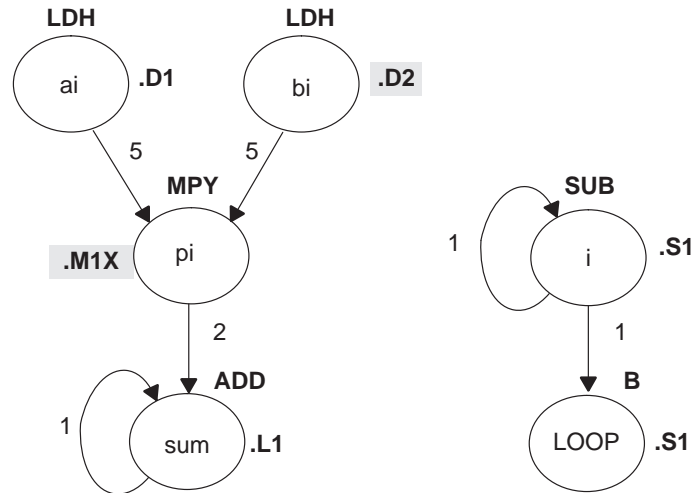 LDH LDH
ai .D1 bi .D2
5 5
MPY SUB
.M1X pi 1 i .S1
2 1
ADD B
1 sum .L1 LOOP .S1